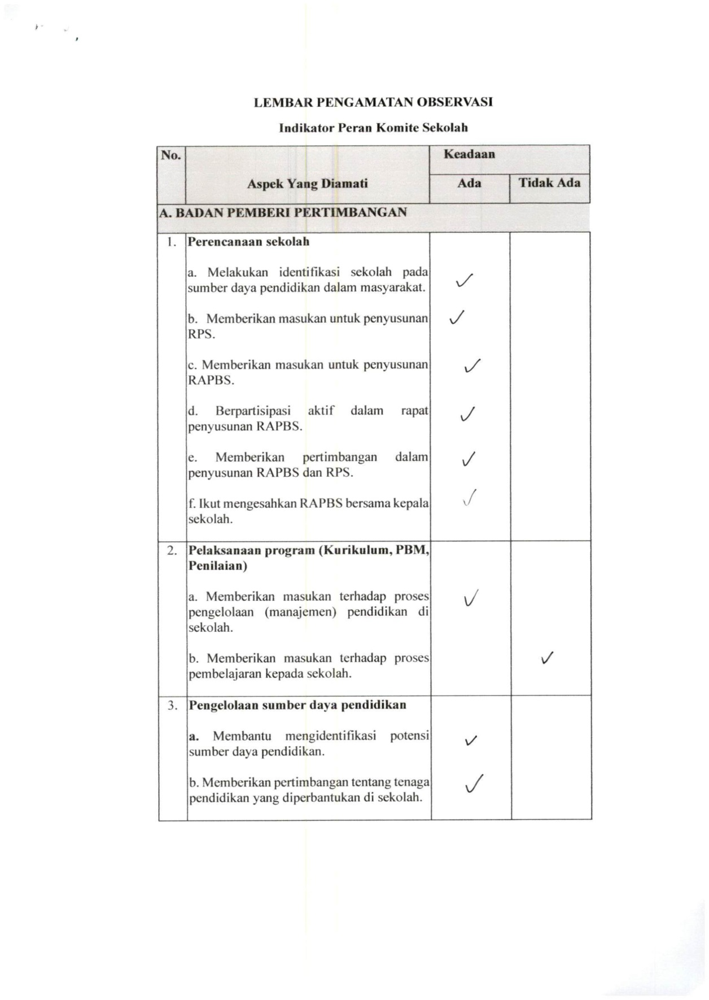 LEMBAR PENGAMATAN OBSERVASI
Indikator Peran Komite Sekolah
No.
Aspek Yang Diamati
Keadaan
Ada
Tidak Ada
A. BADAN PEMBERI PERTIMBANGAN
1. Perencanaan sekolah
a. Melakukan identifikasi sekolah pada
sumber daya pendidikan dalam masyarakat.
✓
b. Memberikan masukan untuk penyusunan
RPS.
✓
c. Memberikan masukan untuk penyusunan
RAPBS.
✓
d. Berpartisipasi aktif dalam rapat
penyusunan RAPBS.
✓
e. Memberikan pertimbangan dalam
penyusunan RAPBS dan RPS.
✓
f. Ikut mengesahkan RAPBS bersama kepala
sekolah.
✓
2. Pelaksanaan program (Kurikulum, PBM,
Penilaian)
a. Memberikan masukan terhadap proses
pengelolaan (manajemen) pendidikan di
sekolah.
✓
b. Memberikan masukan terhadap proses
pembelajaran kepada sekolah.
✓
3. Pengelolaan sumber daya pendidikan
a. Membantu mengidentifikasi potensi
sumber daya pendidikan.
✓
b. Memberikan pertimbangan tentang tenaga
pendidikan yang diperbantukan di sekolah.
✓